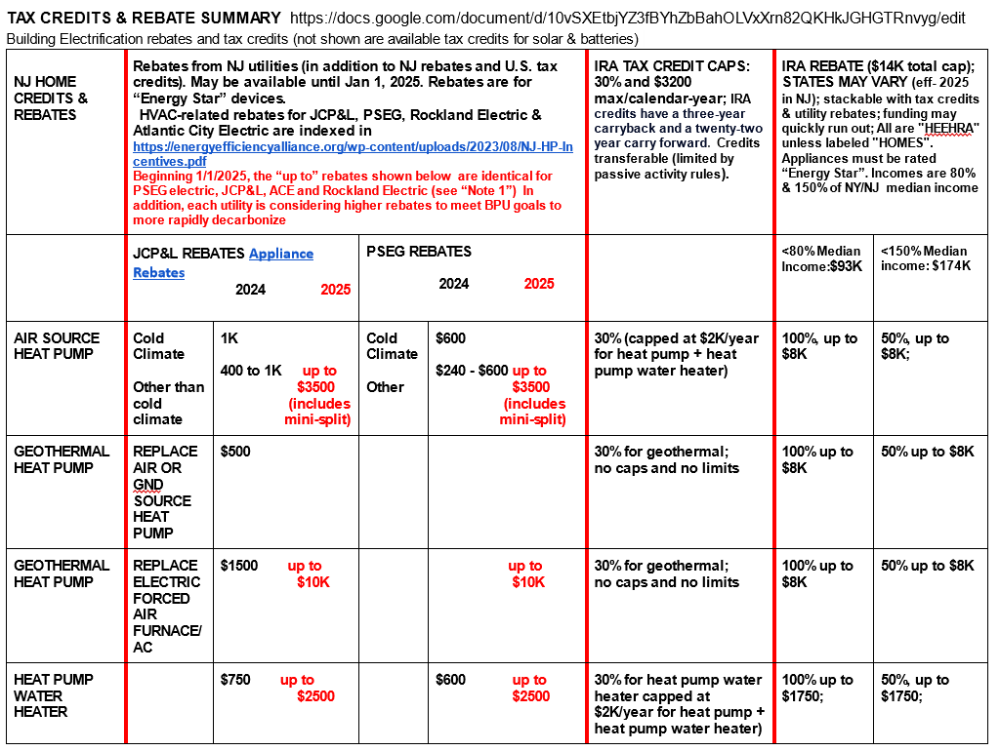 TAX CREDITS & REBATE SUMMARY https://docs.google.com/document/d/10vSXEtbjYZ3fBYhZbBahOLVxXrn82QKHkJGHGTRnvyg/edit
Building Electrification rebates and tax credits (not shown are available tax credits for solar & batteries)
NJ HOME
CREDITS &
REBATES
Rebates from NJ utilities (in addition to NJ rebates and U.S. tax
credits). May be available until Jan 1, 2025. Rebates are for
“Energy Star” devices.
HVAC-related rebates for JCP&L, PSEG, Rockland Electric &
Atlantic City Electric are indexed in
https://energyefficiencyalliance.org/wp-content/uploads/2023/08/NJ-HP-In
centives.pdf
Beginning 1/1/2025, the “up to” rebates shown below are identical for
PSEG electric, JCP&L, ACE and Rockland Electric (see “Note 1”) In
addition, each utility is considering higher rebates to meet BPU goals to
more rapidly decarbonize
IRA TAX CREDIT CAPS:
30% and $3200
max/calendar-year; IRA
credits have a three-year
carryback and a twenty-two
year carry forward. Credits
transferable (limited by
passive activity rules).
IRA REBATE ($14K total cap);
STATES MAY VARY (eff- 2025
in NJ); stackable with tax credits
& utility rebates; funding may
quickly run out; All are "HEEHRA"
unless labeled "HOMES".
Appliances must be rated
“Energy Star”. Incomes are 80%
& 150% of NY/NJ median income
JCP&L REBATES Appliance
Rebates
2024 2025
PSEG REBATES
2024 2025
<80% Median
Income:$93K
<150% Median
income: $174K
AIR SOURCE
HEAT PUMP
Cold
Climate
Other than
cold
climate
1K
400 to 1K up to
$3500
(includes
mini-split)
Cold
Climate
Other
$600
$240 - $600 up to
$3500
(includes
mini-split)
30% (capped at $2K/year
for heat pump + heat
pump water heater)
100%, up to
$8K
50%, up to
$8K;
GEOTHERMAL
HEAT PUMP
REPLACE
AIR OR
GND
SOURCE
HEAT
PUMP
$500
30% for geothermal;
no caps and no limits
100% up to
$8K
50% up to $8K
GEOTHERMAL
HEAT PUMP
REPLACE
ELECTRIC
FORCED
AIR
FURNACE/
AC
$1500 up to
$10K
up to
$10K
30% for geothermal;
no caps and no limits
100% up to
$8K
50% up to $8K
HEAT PUMP
WATER
HEATER
$750 up to
$2500
$600 up to
$2500
30% for heat pump water
heater capped at
$2K/year for heat pump +
heat pump water heater)
100% up to
$1750;
50%, up to
$1750;